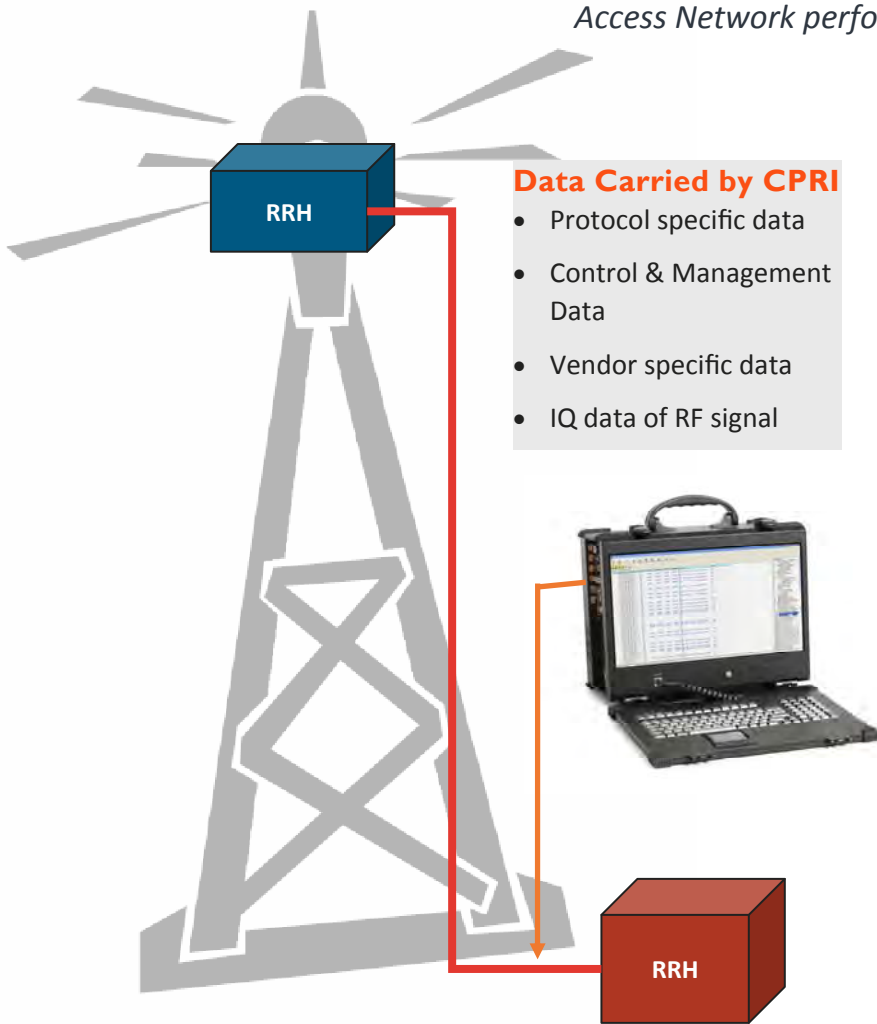 Access Network perfo
RRH
Data Carried by CPRI
• Protocol specific data
• Control & Management
Data
• Vendor specific data
• IQ data of RF signal
RRH